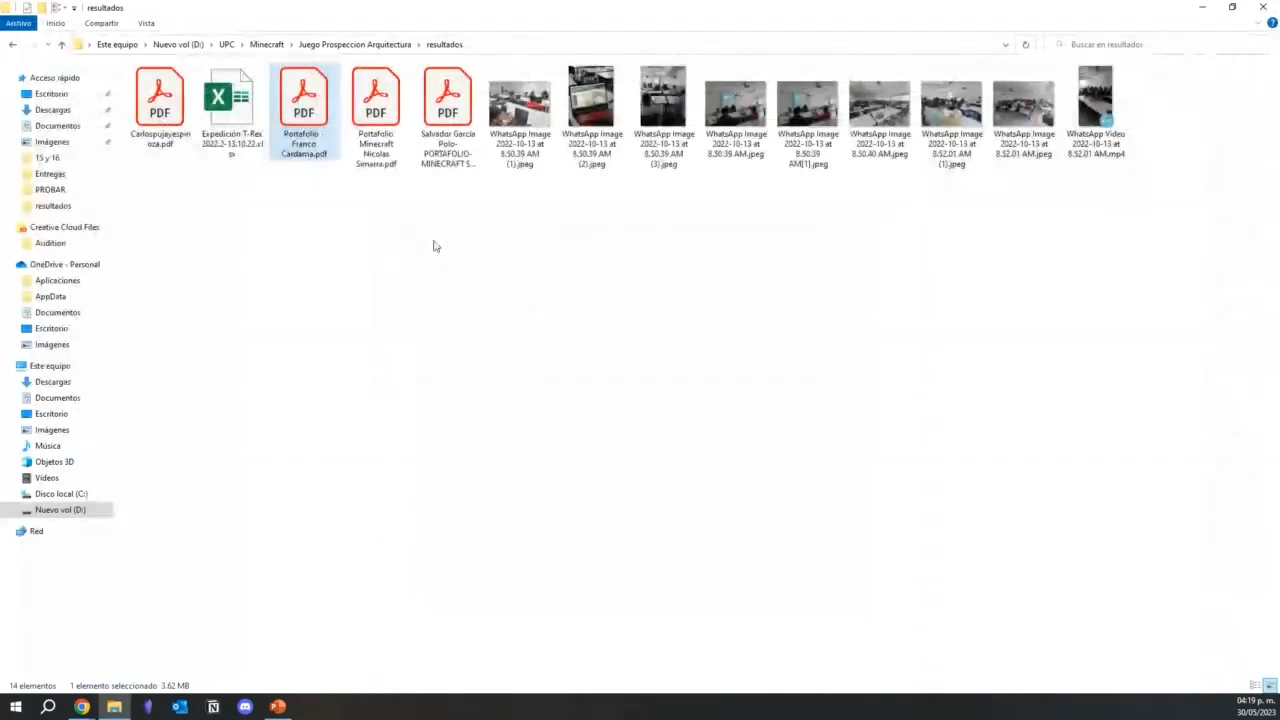 resultados
Archivo
Inicio
Compartir
Vista
Este equipo
Nuevo vol (D:)
UPC
Minecraft
Juego Prospeccion Arquitectura
resultados
Buscar en resultados
Acceso rápido
Escritorio
Descargas
Documentos
Imágenes
15 y 16
Entregas
PROBAR
resultados
Creative Cloud Files
Audition
OneDrive - Personal
Aplicaciones
AppData
Documentos
Escritorio
Imágenes
Este equipo
Descargas
Documentos
Escritorio
Imágenes
Música
Objetos 3D
Vídeos
Disco local (C:)
Nuevo vol (D:)
Red
PDF
Carlospujay.espin
oza.pdf
X
Expedición T-Rex
2022.2-13.10.22.xl
sx
PDF
Portafolio -
Franco
Cardama.pdf
PDF
Portafolio
Minecraft
Nicolas
Simarra.pdf
PDF
Salvador García
Polo-
PORTAFOLIO-
MINECRAFT S...
WhatsApp Image
2022-10-13 at
8.50.39 AM
(1).jpeg
WhatsApp Image
2022-10-13 at
8.50.39 AM
(2).jpeg
WhatsApp Image
2022-10-13 at
8.50.39 AM
(3).jpeg
WhatsApp Image
2022-10-13 at
8.50.39 AM.jpeg
WhatsApp Image
2022-10-13 at
8.50.39
AM[1].jpeg
WhatsApp Image
2022-10-13 at
8.50.40 AM.jpeg
WhatsApp Image
2022-10-13 at
8.52.01 AM
(1).jpeg
WhatsApp Image
2022-10-13 at
8.52.01 AM.jpeg
WhatsApp Video
2022-10-13 at
8.52.01 AM.mp4
14 elementos
1 elemento seleccionado 3.62 MB
04:19 p. m.
30/05/2023